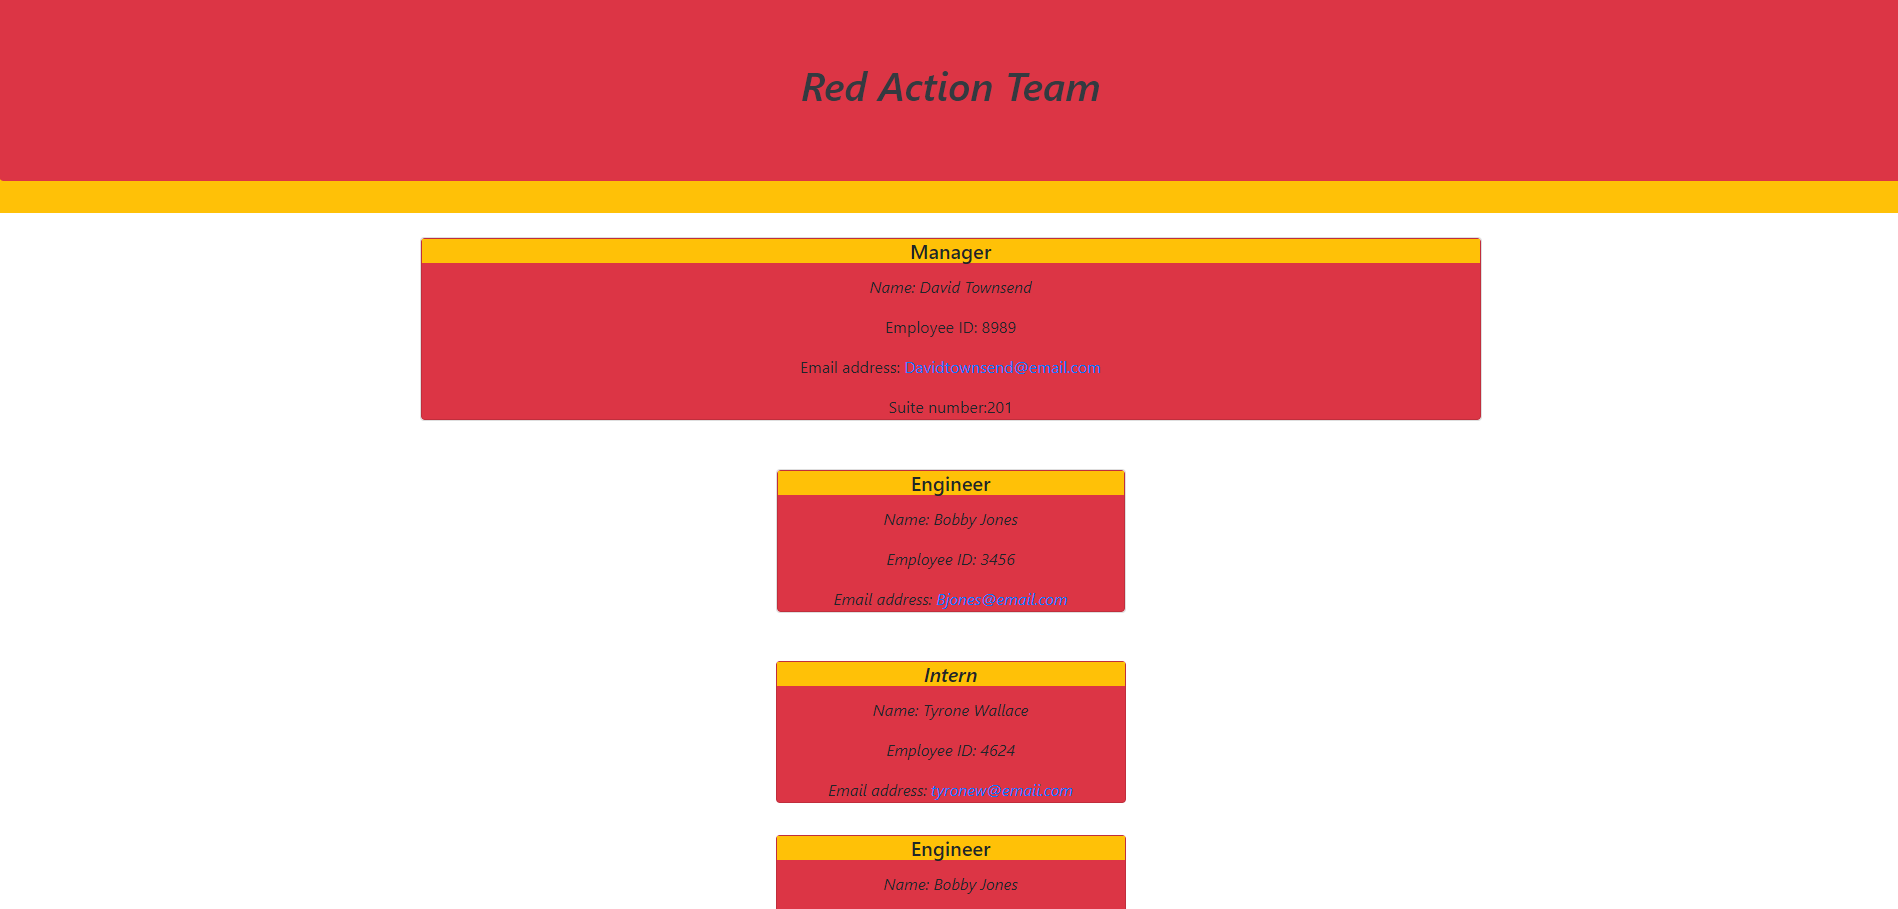 Red Action Team
Manager
Name: David Townsend
Employee ID: 8989
Email address: Davidtownsend@email.com
Suite number:201
Engineer
Name: Bobby Jones
Employee ID: 3456
Email address: Bjones@email.com
Intern
Name: Tyrone Wallace
Employee ID: 4624
Email address: tyronew@email.com
Engineer
Name: Bobby Jones